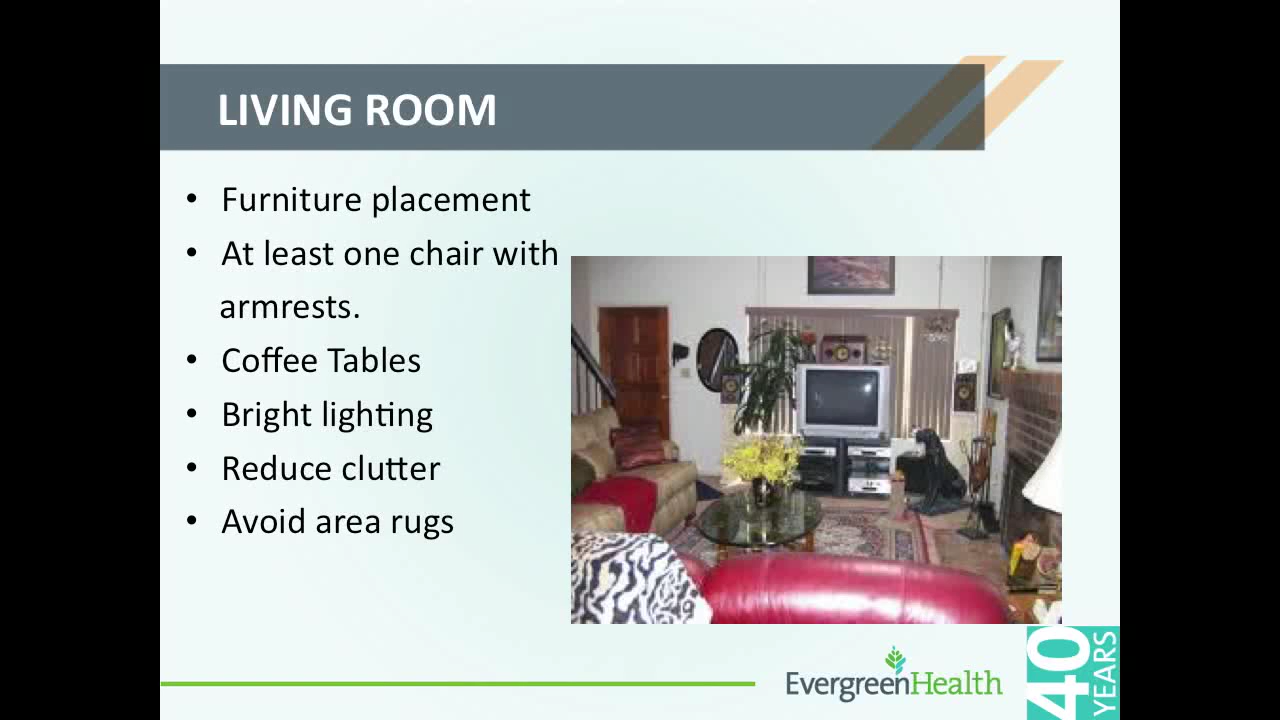 LIVING ROOM
• Furniture placement
• At least one chair with
armrests.
• Coffee Tables
• Bright lighting
• Reduce clutter
• Avoid area rugs
EvergreenHealth
40
YEARS